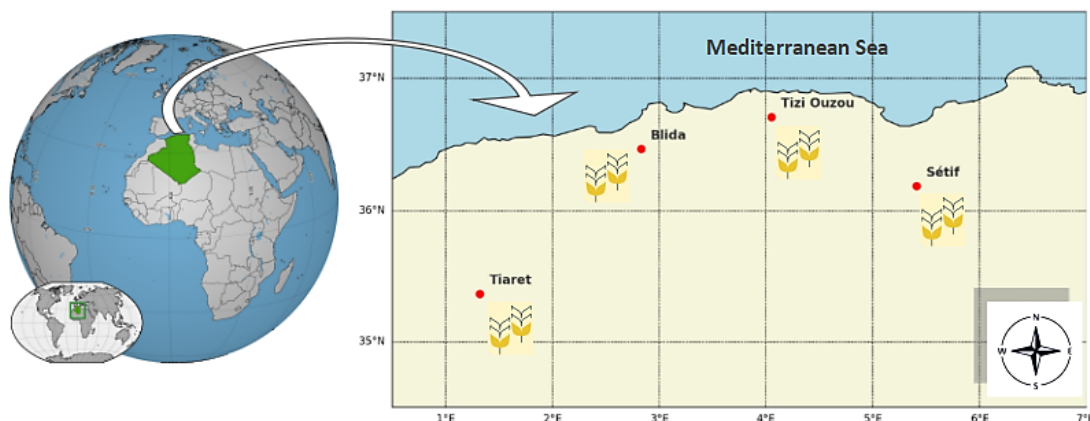 Mediterranean Sea
37°N
Tizi Ouzou
Blida
Sétif
36°N
Tiaret
35°N
N
W
E
S
1°E
2°E
3°E
4°E
5°E
6°E
7°E